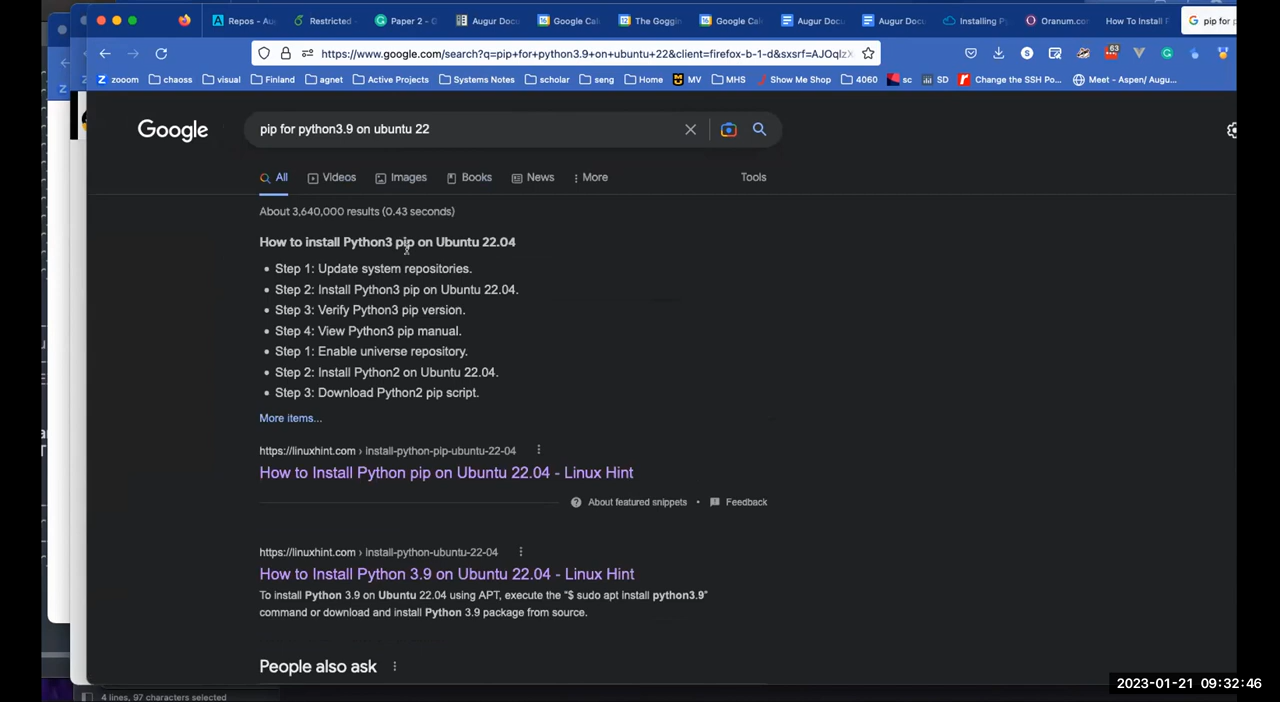 Repos - Au
Restricted
Paper 2 - G
Augur Docu
Google Cal
The Goggin
Google Cal
Augur Docu
Augur Docu
Installing P
Oranum.com
How To Install F
pip for p
https://www.google.com/search?q=pip+for+python3.9+on+ubuntu+22&client=firefox-b-1-d&sxsrf=AJOqlzX
63
zooom
chaoss
visual
Finland
agnet
Active Projects
Systems Notes
scholar
seng
Home
MV
MHS
Show Me Shop
4060
sc
SD
Change the SSH Po...
Meet - Aspen/ Augu...
Google
pip for python3.9 on ubuntu 22
All
Videos
Images
Books
News
More
Tools
About 3,640,000 results (0.43 seconds)
How to install Python3 pip on Ubuntu 22.04
Step 1: Update system repositories.
Step 2: Install Python3 pip on Ubuntu 22.04.
Step 3: Verify Python3 pip version.
Step 4: View Python3 pip manual.
Step 1: Enable universe repository.
Step 2: Install Python2 on Ubuntu 22.04.
Step 3: Download Python2 pip script.
More items...
https://linuxhint.com › install-python-pip-ubuntu-22-04
How to Install Python pip on Ubuntu 22.04 - Linux Hint
About featured snippets • Feedback
https://linuxhint.com › install-python-ubuntu-22-04
How to Install Python 3.9 on Ubuntu 22.04 - Linux Hint
To install Python 3.9 on Ubuntu 22.04 using APT, execute the "$ sudo apt install python3.9"
command or download and install Python 3.9 package from source.
People also ask
4 lines, 97 characters selected
2023-01-21 09:32:46